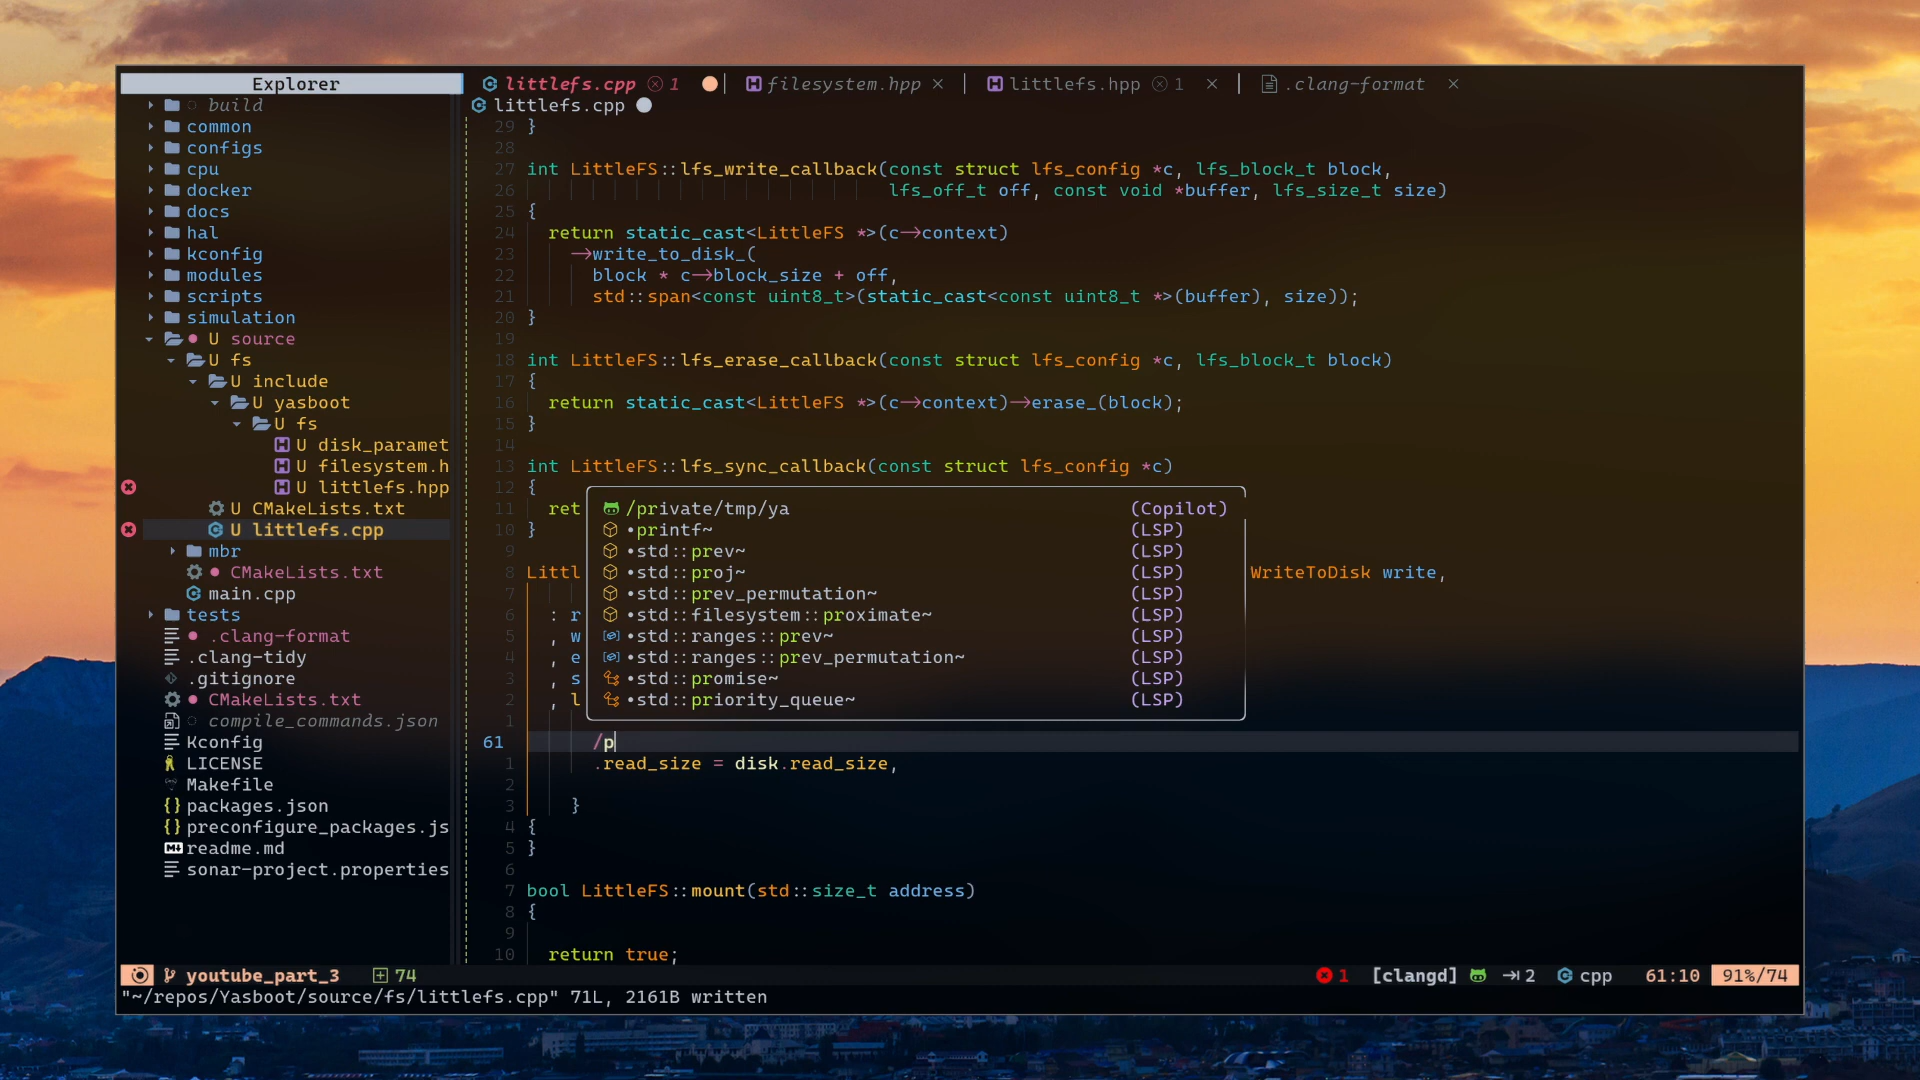 Explorer
littlefs.cpp 1 filesystem.hpp littlefs.hpp 1 .clang-format
build
common
configs
cpu
docker
docs
hal
kconfig
modules
scripts
simulation
U source
U fs
U include
U yasboot
U fs
U disk_paramet
U filesystem.h
U littlefs.hpp
U CMakeLists.txt
U littlefs.cpp
mbr
CMakeLists.txt
main.cpp
tests
.clang-format
.clang-tidy
.gitignore
CMakeLists.txt
compile_commands.json
Kconfig
LICENSE
Makefile
{} packages.json
{} preconfigure_packages.js
readme.md
sonar-project.properties
littlefs.cpp
29 }
28
27 int LittleFS::lfs_write_callback(const struct lfs_config *c, lfs_block_t block,
26 lfs_off_t off, const void *buffer, lfs_size_t size)
25 {
24 return static_cast<LittleFS *>(c->context)
23 ->write_to_disk_(
22 block * c->block_size + off,
21 std::span<const uint8_t>(static_cast<const uint8_t *>(buffer), size));
20 }
19
18 int LittleFS::lfs_erase_callback(const struct lfs_config *c, lfs_block_t block)
17 {
16 return static_cast<LittleFS *>(c->context)->erase_(block);
15 }
14
13 int LittleFS::lfs_sync_callback(const struct lfs_config *c)
12 {
11 ret
10 }
9
8 Littl WriteToDisk write,
7
6 : r
5 , w
4 , e
3 , s
2 , l
1
/private/tmp/ya (Copilot)
•printf~ (LSP)
•std::prev~ (LSP)
•std::proj~ (LSP)
•std::prev_permutation~ (LSP)
•std::filesystem::proximate~ (LSP)
•std::ranges::prev~ (LSP)
•std::ranges::prev_permutation~ (LSP)
•std::promise~ (LSP)
•std::priority_queue~ (LSP)
61 /p
1 .read_size = disk.read_size,
2
3 }
4 {
5 }
6
7 bool LittleFS::mount(std::size_t address)
8 {
9
10 return true;
youtube_part_3 74 1 [clangd] 2 cpp 61:10 91%/74
"~/repos/Yasboot/source/fs/littlefs.cpp" 71L, 2161B written